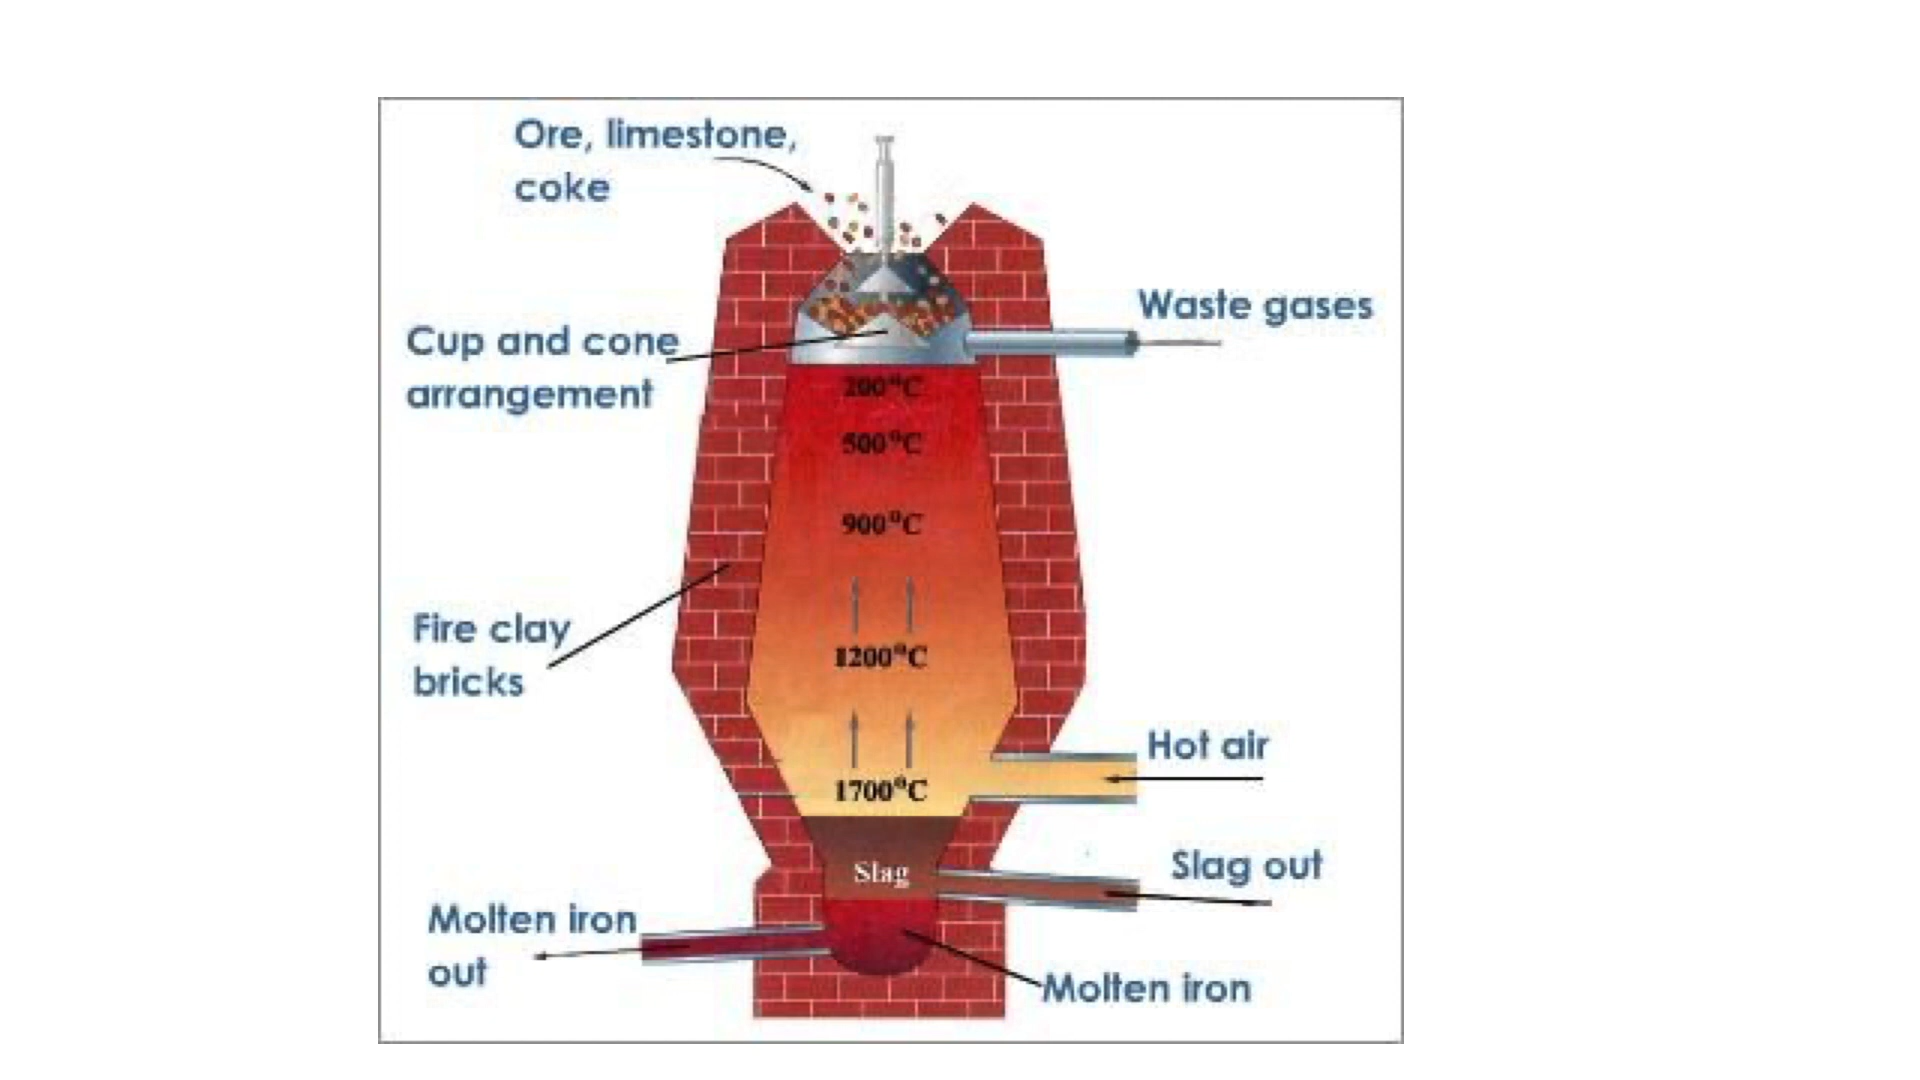 Ore, limestone,
coke
Waste gases
Cup and cone
arrangement
200°C
500°C
900°C
Fire clay
bricks
1200°C
Hot air
1700°C
Slag
Slag out
Molten iron
out
Molten iron